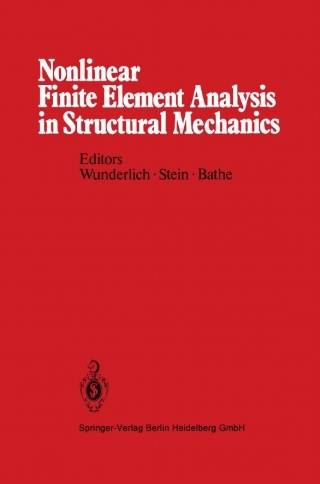 Nonlinear
Finite Element Analysis
in Structural Mechanics
Editors
Wunderlich · Stein · Bathe
Springer-Verlag Berlin Heidelberg GmbH